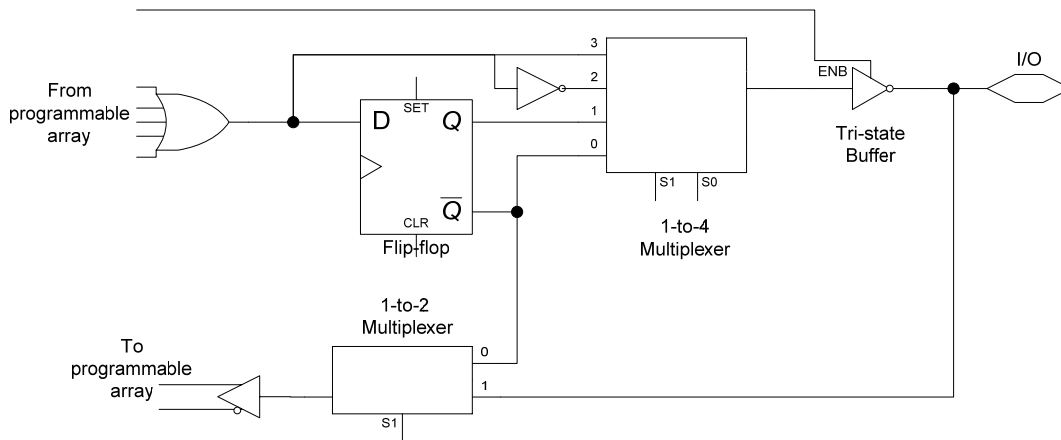 I/O
3
ENB
From
programmable
array
2
SET
D
Q
1
Tri-state
Buffer
0
S1
S0
Q
CLR
1-to-4
Multiplexer
Flip-flop
1-to-2
Multiplexer
To
programmable
array
0
1
S1